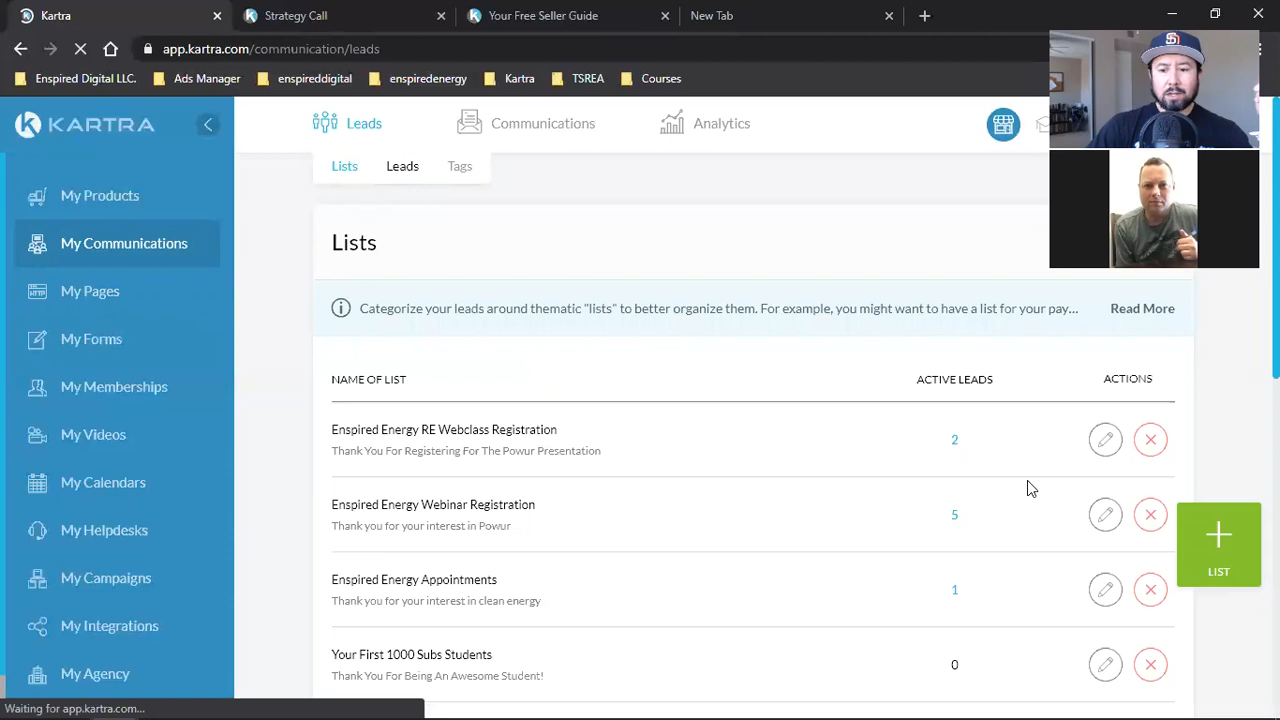 Kartra
Strategy Call
Your Free Seller Guide
New Tab
app.kartra.com/communication/leads
Enspired Digital LLC.
Ads Manager
enspireddigital
enspiredenergy
Kartra
TSREA
Courses
KARTRA
Leads
Communications
Analytics
Lists
Leads
Tags
My Products
My Communications
My Pages
My Forms
My Memberships
My Videos
My Calendars
My Helpdesks
My Campaigns
My Integrations
My Agency
Lists
Categorize your leads around thematic "lists" to better organize them. For example, you might want to have a list for your pay...
Read More
NAME OF LIST
ACTIVE LEADS
ACTIONS
Enspired Energy RE Webclass Registration
Thank You For Registering For The Powur Presentation
2
Enspired Energy Webinar Registration
Thank you for your interest in Powur
5
Enspired Energy Appointments
Thank you for your interest in clean energy
1
Your First 1000 Subs Students
Thank You For Being An Awesome Student!
0
LIST
Waiting for app.kartra.com...